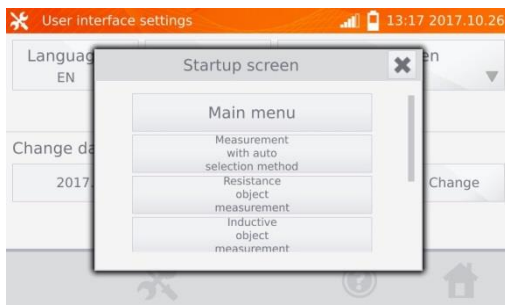 User interface settings 13:17 2017.10.26
Languag
EN
en
Startup screen
Main menu
Measurement
with auto
selection method
Resistance
object
measurement
Inductive
object
measurement
Change da
2017.
Change